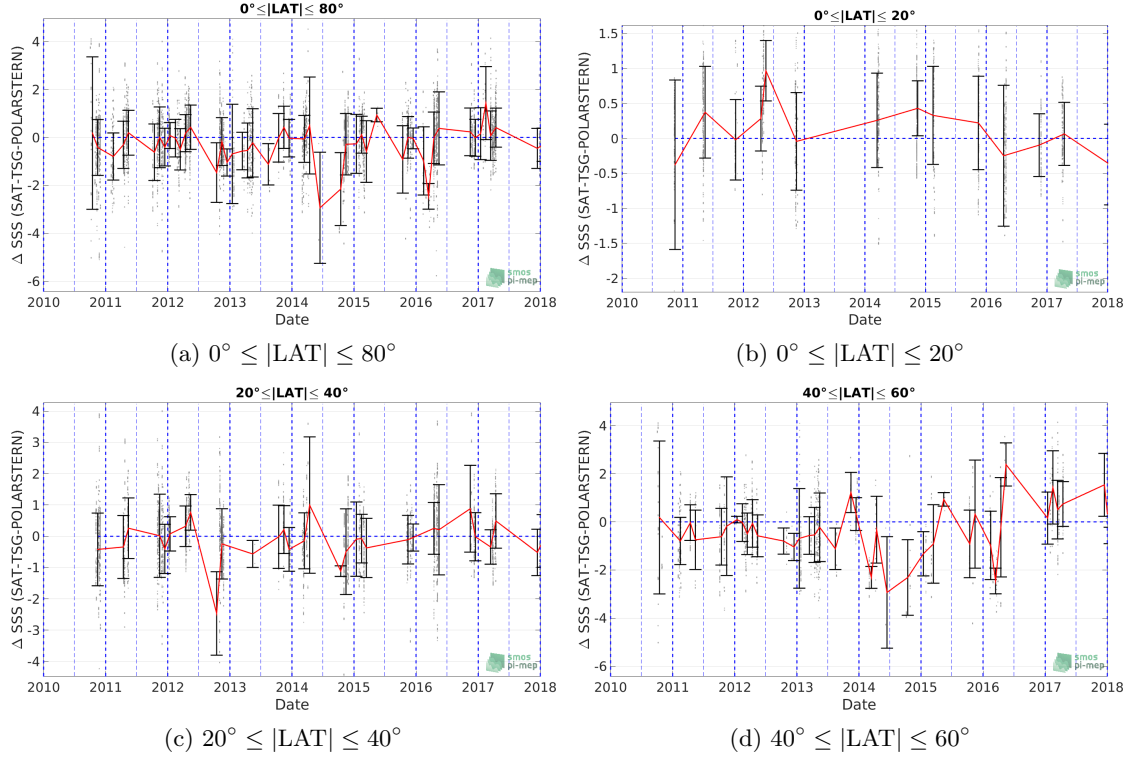 0°≤|LAT|≤ 80°
Δ SSS (SAT-TSG-POLARSTERN)
4
2
0
-2
-4
-6
2010 2011 2012 2013 2014 2015 2016 2017 2018
Date
smos
pi-mep
(a) 0° ≤ |LAT| ≤ 80°
0°≤|LAT|≤ 20°
Δ SSS (SAT-TSG-POLARSTERN)
1.5
1
0.5
0
-0.5
-1
-1.5
-2
2010 2011 2012 2013 2014 2015 2016 2017 2018
Date
smos
pi-mep
(b) 0° ≤ |LAT| ≤ 20°
20°≤|LAT|≤ 40°
Δ SSS (SAT-TSG-POLARSTERN)
4
3
2
1
0
-1
-2
-3
-4
2010 2011 2012 2013 2014 2015 2016 2017 2018
Date
smos
pi-mep
(c) 20° ≤ |LAT| ≤ 40°
40°≤|LAT|≤ 60°
Δ SSS (SAT-TSG-POLARSTERN)
4
2
0
-2
-4
-6
2010 2011 2012 2013 2014 2015 2016 2017 2018
Date
smos
pi-mep
(d) 40° ≤ |LAT| ≤ 60°